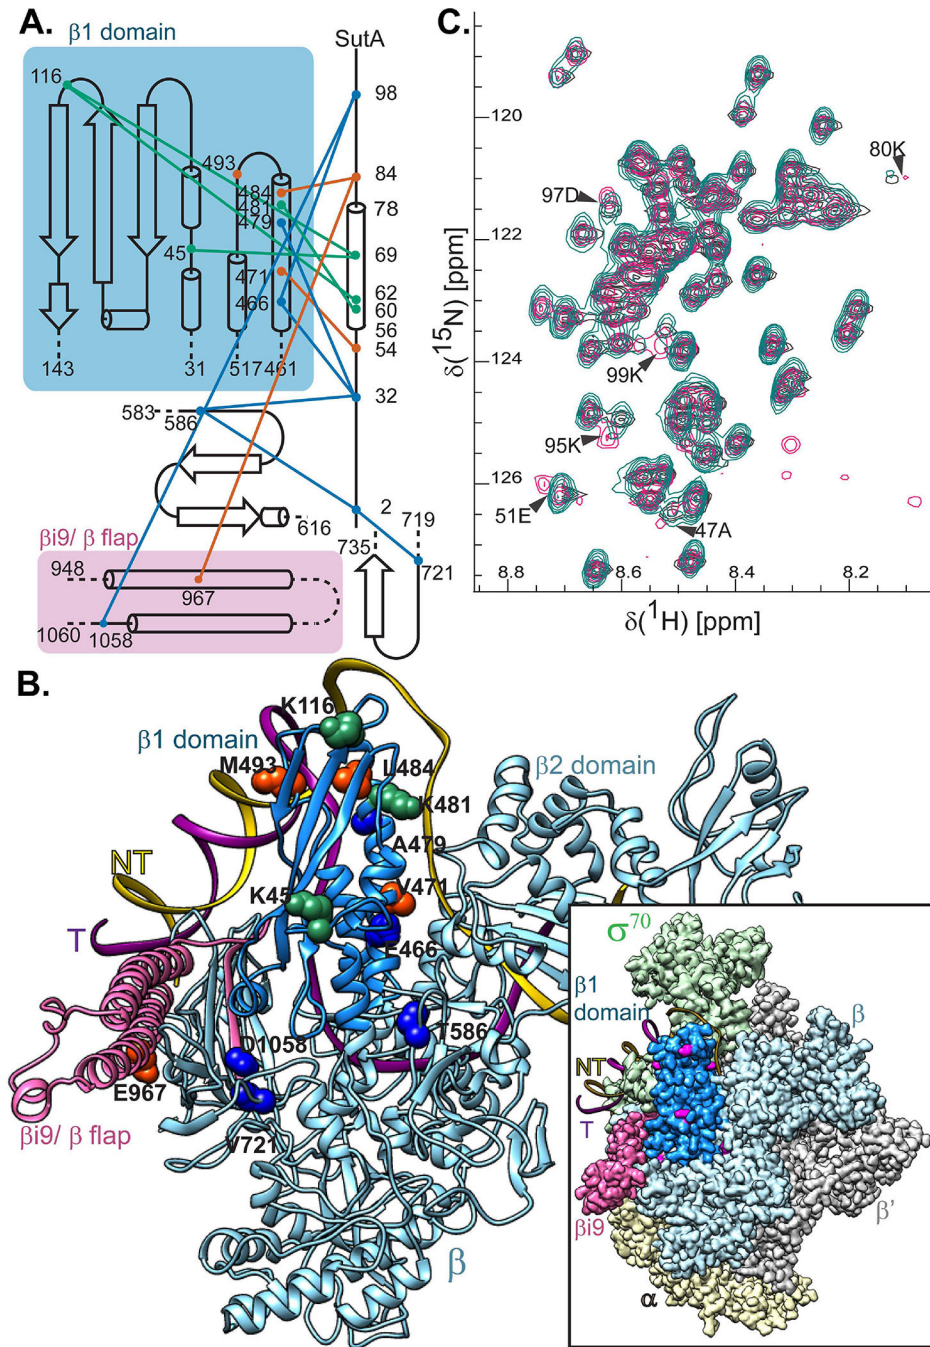 A.
β1 domain
SutA
116
98
493
84
484
481
78
479
45
69
471
62
466
60
56
54
143
31
517
461
32
583
586
2
719
616
735
721
βi9/ β flap
948
967
1060
1058
C.
120
80K
97D
122
δ(¹⁵N) [ppm]
124
99K
95K
126
51E
47A
8.8
8.6
8.4
8.2
δ(¹H) [ppm]
B.
K116
β1 domain
M493
L484
β2 domain
K481
A479
NT
V471
K45
T
E466
D1058
T586
E967
V721
βi9/ β flap
β
σ⁷⁰
β1
domain
β
NT
T
βi9
β'
α